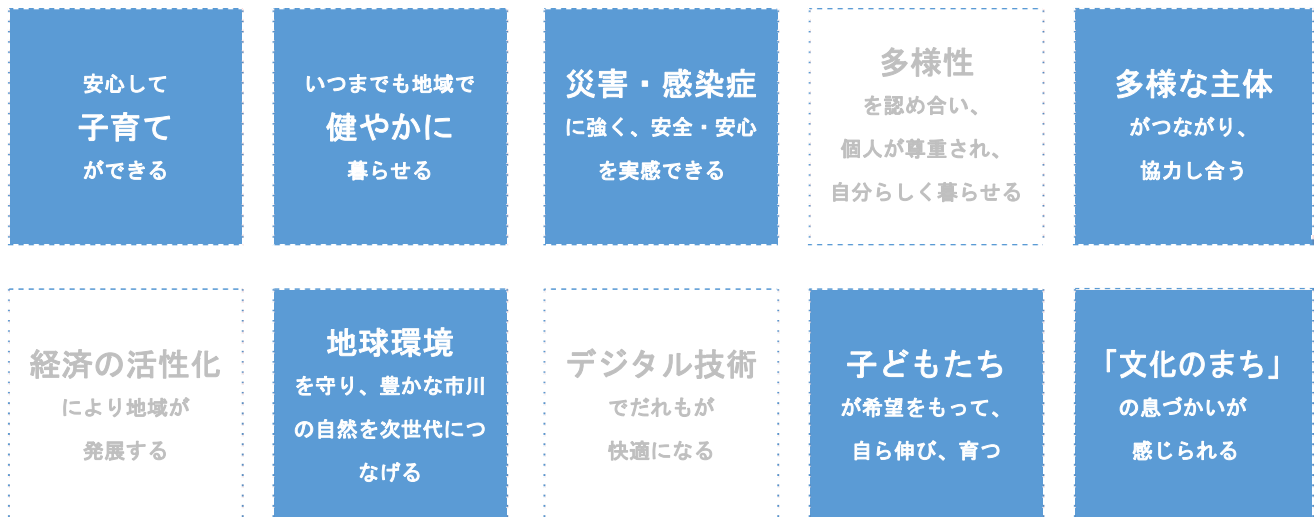 安心して
子育て
ができる
いつまでも地域で
健やかに
暮らせる
災害・感染症
に強く、安全・安心
を実感できる
多様性
を認め合い、
個人が尊重され、
自分らしく暮らせる
多様な主体
がつながり、
協力し合う
経済の活性化
により地域が
発展する
地球環境
を守り、豊かな市川
の自然を次世代につ
なげる
デジタル技術
でだれもが
快適になる
子どもたち
が希望をもって、
自ら伸び、育つ
「文化のまち」
の息づかいが
感じられる